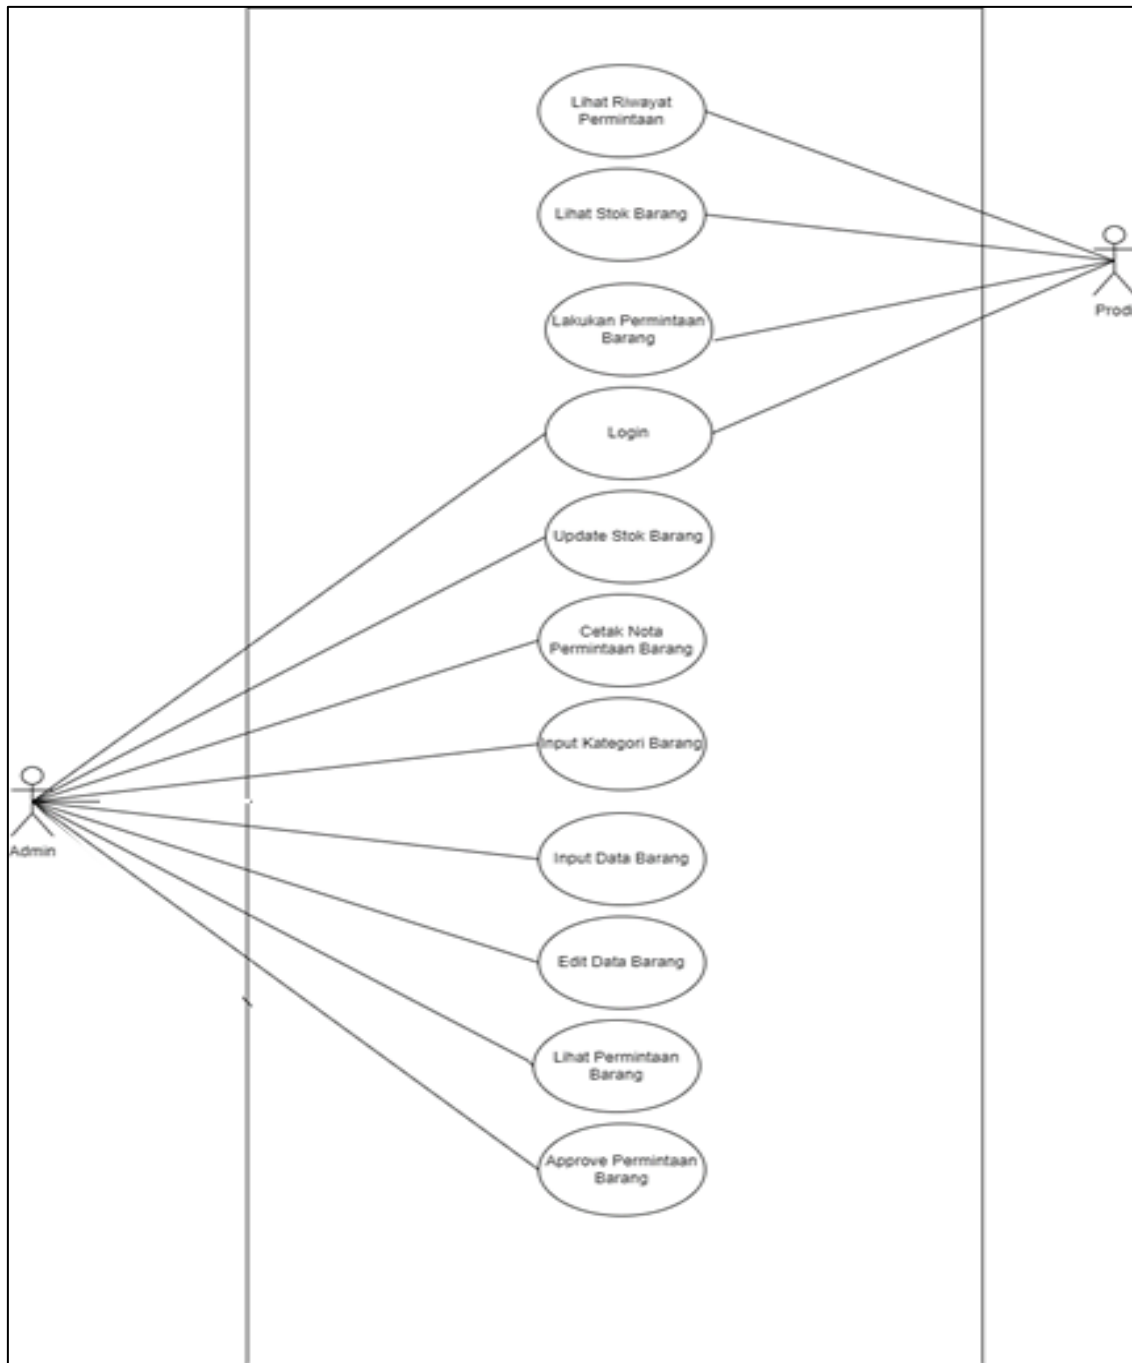 Lihat Riwayat
Permintaan
Lihat Stok Barang
Lakukan Permintaan
Barang
Prodi
Login
Update Stok Barang
Cetak Nota
Permintaan Barang
Input Kategori Barang
Admin
Input Data Barang
Edit Data Barang
Lihat Permintaan
Barang
Approve Permintaan
Barang